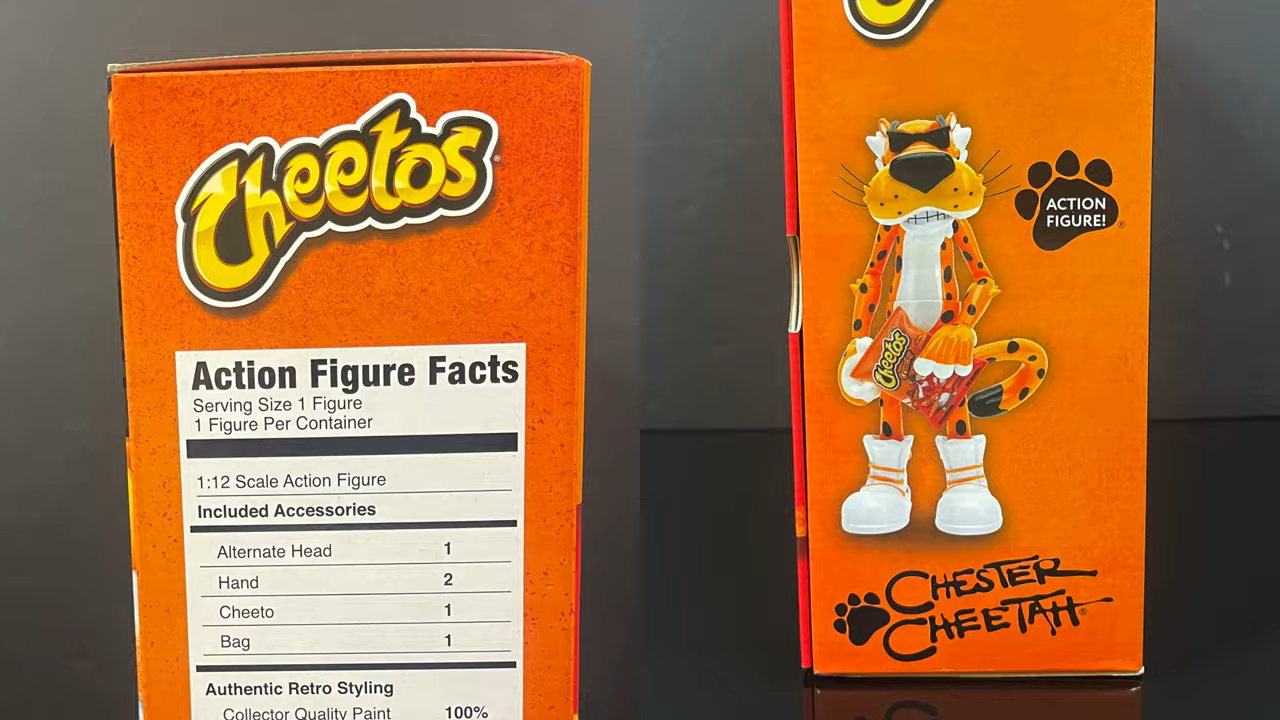 Cheetos®
Action Figure Facts
Serving Size 1 Figure
1 Figure Per Container
1:12 Scale Action Figure
Included Accessories
Alternate Head 1
Hand 2
Cheeto 1
Bag 1
Authentic Retro Styling
Collector Quality Paint 100%
ACTION
FIGURE!®
Cheetos
CHESTER
CHEETAH®